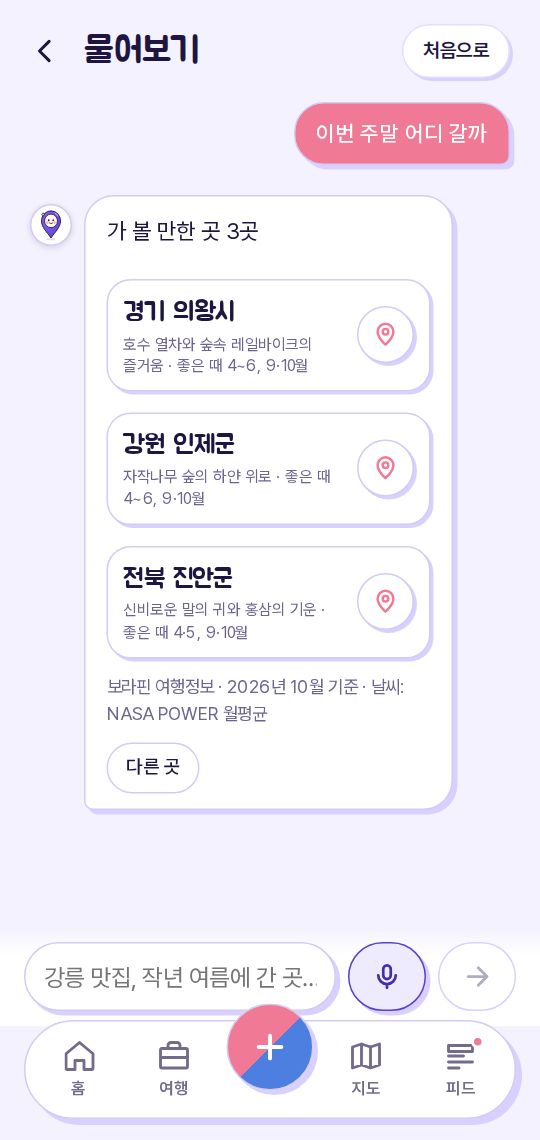 물어보기
처음으로
이번 주말 어디 갈까
가 볼 만한 곳 3곳
경기 의왕시
호수 열차와 숲속 레일바이크의
즐거움 · 좋은 때 4~6, 9·10월
강원 인제군
자작나무 숲의 하얀 위로 · 좋은 때
4~6, 9·10월
전북 진안군
신비로운 말의 귀와 홍삼의 기운 ·
좋은 때 4·5, 9·10월
보라핀 여행정보 · 2026년 10월 기준 · 날씨:
NASA POWER 월평균
다른 곳
강릉 맛집, 작년 여름에 간 곳…
홈
여행
지도
피드